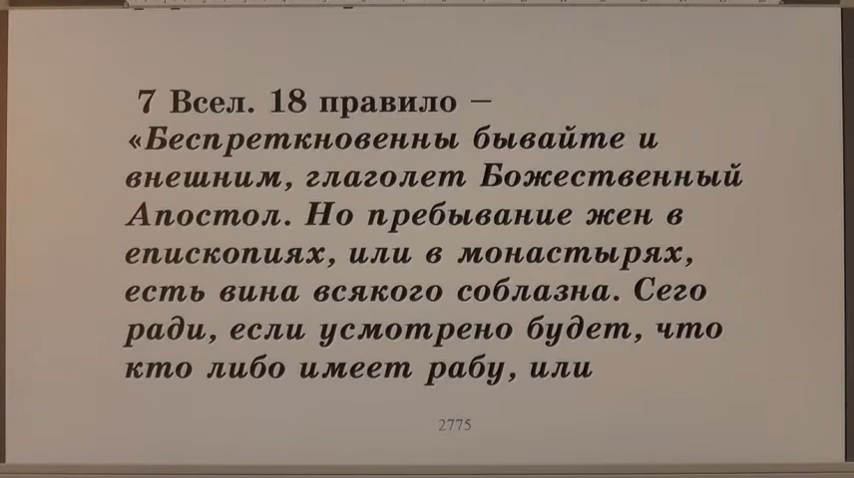 7 Всел. 18 правило –
«Беспреткновенны бывайте и
внешним, глаголет Божественный
Апостол. Но пребывание жен в
епископиях, или в монастырях,
есть вина всякого соблазна. Сего
ради, если усмотрено будет, что
кто либо имеет рабу, или
2775